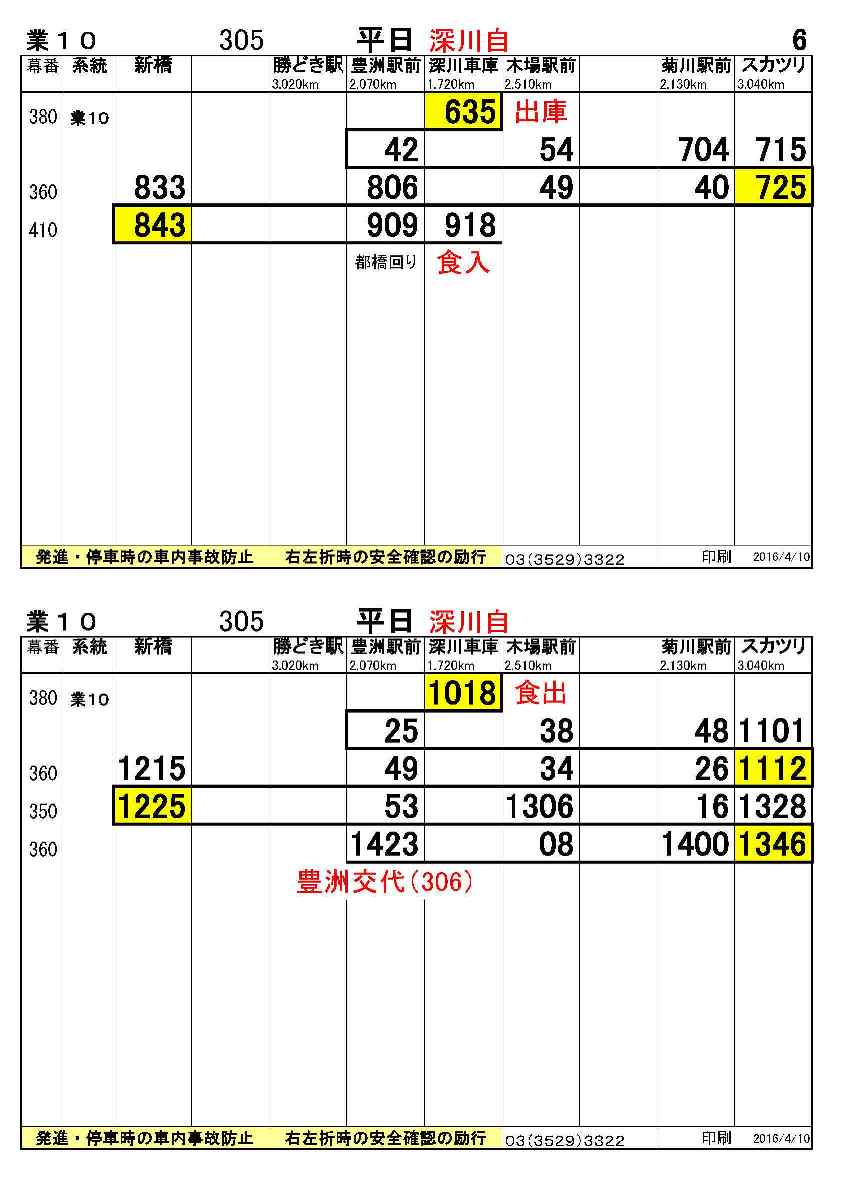 業１０ 305 平日 深川自 6
幕番 系統 新橋 勝どき駅 豊洲駅前 深川車庫 木場駅前 菊川駅前 スカツリ
3.020km 2.070km 1.720km 2.510km 2.130km 3.040km
380 業10 635 出庫
42 54 704 715
360 833 806 49 40 725
410 843 909 918
都橋回り 食入
発進・停車時の車内事故防止 右左折時の安全確認の励行 03(3529)3322 印刷 2016/4/10
業１０ 305 平日 深川自
幕番 系統 新橋 勝どき駅 豊洲駅前 深川車庫 木場駅前 菊川駅前 スカツリ
3.020km 2.070km 1.720km 2.510km 2.130km 3.040km
380 業10 1018 食出
25 38 48 1101
360 1215 49 34 26 1112
350 1225 53 1306 16 1328
360 1423 08 1400 1346
豊洲交代(306)
発進・停車時の車内事故防止 右左折時の安全確認の励行 03(3529)3322 印刷 2016/4/10